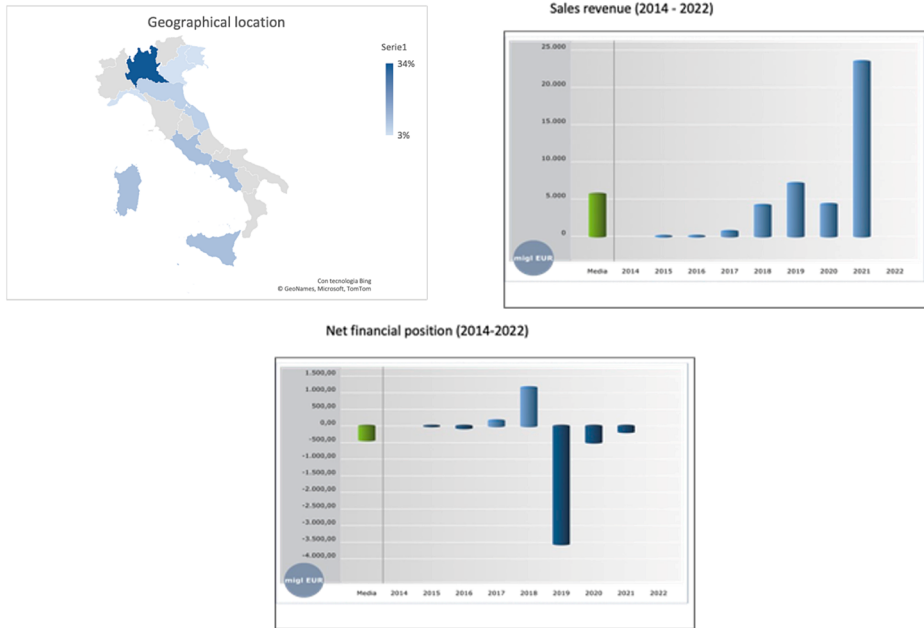 Geographical location
Serie1
34%
3%
Con tecnologia Bing
© GeoNames, Microsoft, TomTom
Sales revenue (2014 - 2022)
25.000
20.000
15.000
10.000
5.000
0
migl EUR
Media 2014 2015 2016 2017 2018 2019 2020 2021 2022
Net financial position (2014-2022)
1.500,00
1.000,00
500,00
0,00
-500,00
-1.000,00
-1.500,00
-2.000,00
-2.500,00
-3.000,00
-3.500,00
-4.000,00
migl EUR
Media 2014 2015 2016 2017 2018 2019 2020 2021 2022